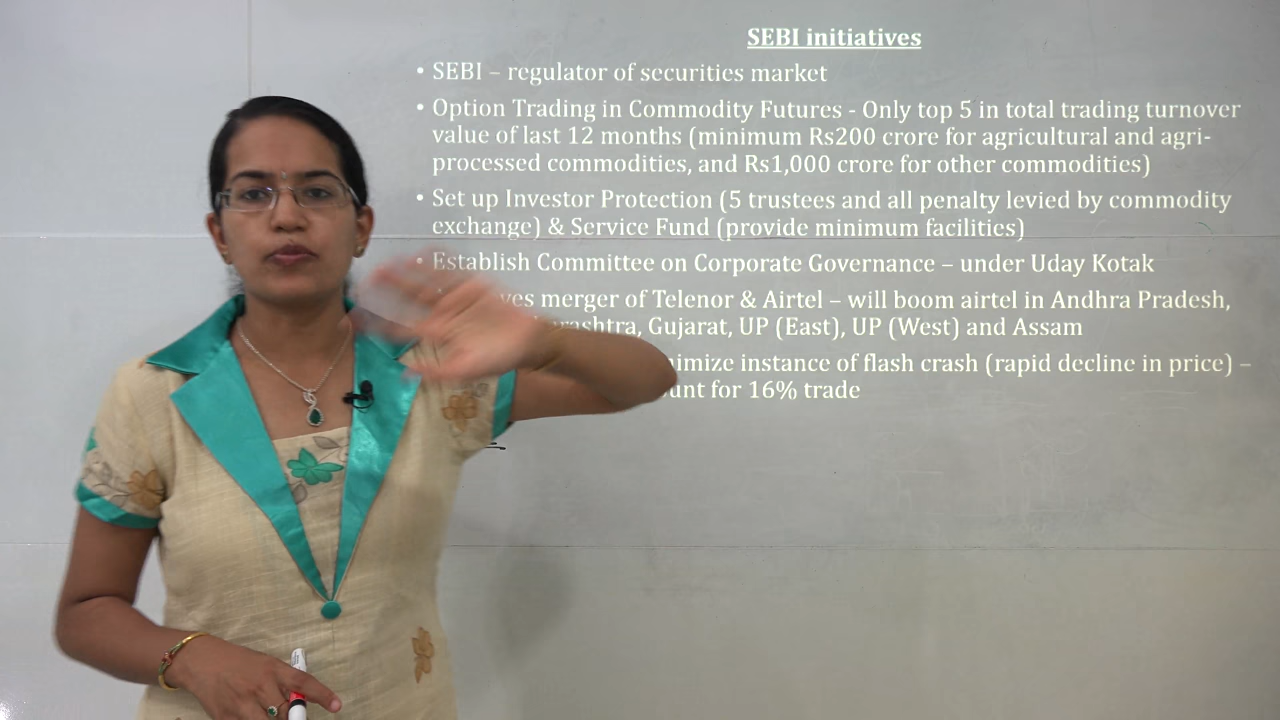 SEBI initiatives
• SEBI – regulator of securities market
• Option Trading in Commodity Futures - Only top 5 in total trading turnover
value of last 12 months (minimum Rs200 crore for agricultural and agri-
processed commodities, and Rs1,000 crore for other commodities)
• Set up Investor Protection (5 trustees and all penalty levied by commodity
exchange) & Service Fund (provide minimum facilities)
• Establish Committee on Corporate Governance – under Uday Kotak
merger of Telenor & Airtel – will boom airtel in Andhra Pradesh,
Gujarat, UP (East), UP (West) and Assam
instance of flash crash (rapid decline in price) –
for 16% trade